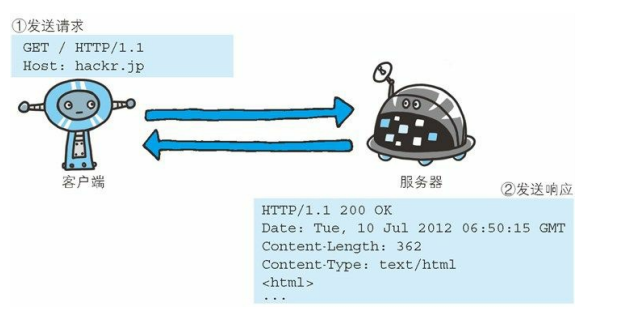 ①发送请求
GET / HTTP/1.1
Host: hackr.jp
客户端
服务器
②发送响应
HTTP/1.1 200 OK
Date: Tue, 10 Jul 2012 06:50:15 GMT
Content-Length: 362
Content-Type: text/html
<html>
...